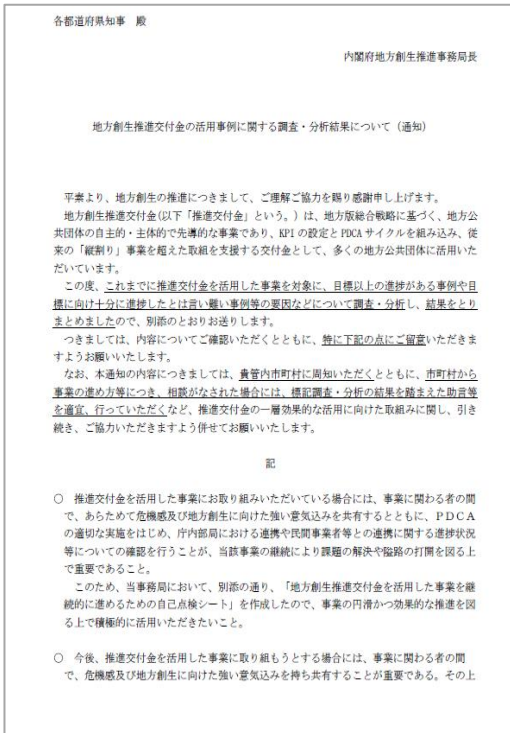 各都道府県知事　殿
内閣府地方創生推進事務局長
地方創生推進交付金の活用事例に関する調査・分析結果について（通知）
平素より、地方創生の推進につきまして、ご理解ご協力を賜り感謝申し上げます。
地方創生推進交付金(以下「推進交付金」という。）は、地方版総合戦略に基づく、地方公
共団体の自主的・主体的で先導的な事業であり、KPI の設定と PDCA サイクルを組み込み、従
来の「縦割り」事業を超えた取組を支援する交付金として、多くの地方公共団体に活用いた
だいています。
この度、これまでに推進交付金を活用した事業を対象に、目標以上の進捗がある事例や目
標に向け十分に進捗したとは言い難い事例等の要因などについて調査・分析し、結果をとり
まとめましたので、別添のとおりお送りします。
つきましては、内容についてご確認いただくとともに、特に下記の点にご留意いただきま
すようお願いいたします。
なお、本通知の内容につきましては、貴管内市町村に周知いただくとともに、市町村から
事業の進め方等につき、相談がなされた場合には、標記調査・分析の結果を踏まえた助言等
を適宜、行っていただくなど、推進交付金の一層効果的な活用に向けた取組みに関し、引き
続き、ご協力いただきますよう併せてお願いいたします。
記
○　推進交付金を活用した事業にお取り組みいただいている場合には、事業に関わる者の間
で、あらためて危機感及び地方創生に向けた強い意気込みを共有するとともに、ＰＤＣＡ
の適切な実施をはじめ、庁内部局における連携や民間事業者等との連携に関する進捗状況
等についての確認を行うことが、当該事業の継続により課題の解決や隘路の打開を図る上
で重要であること。
このため、当事務局において、別添の通り、「地方創生推進交付金を活用した事業を継
続的に進めるための自己点検シート」を作成したので、事業の円滑かつ効果的な推進を図
る上で積極的に活用いただきたいこと。
○　今後、推進交付金を活用した事業に取り組もうとする場合には、事業に関わる者の間
で、危機感及び地方創生に向けた強い意気込みを持ち共有することが重要である。その上